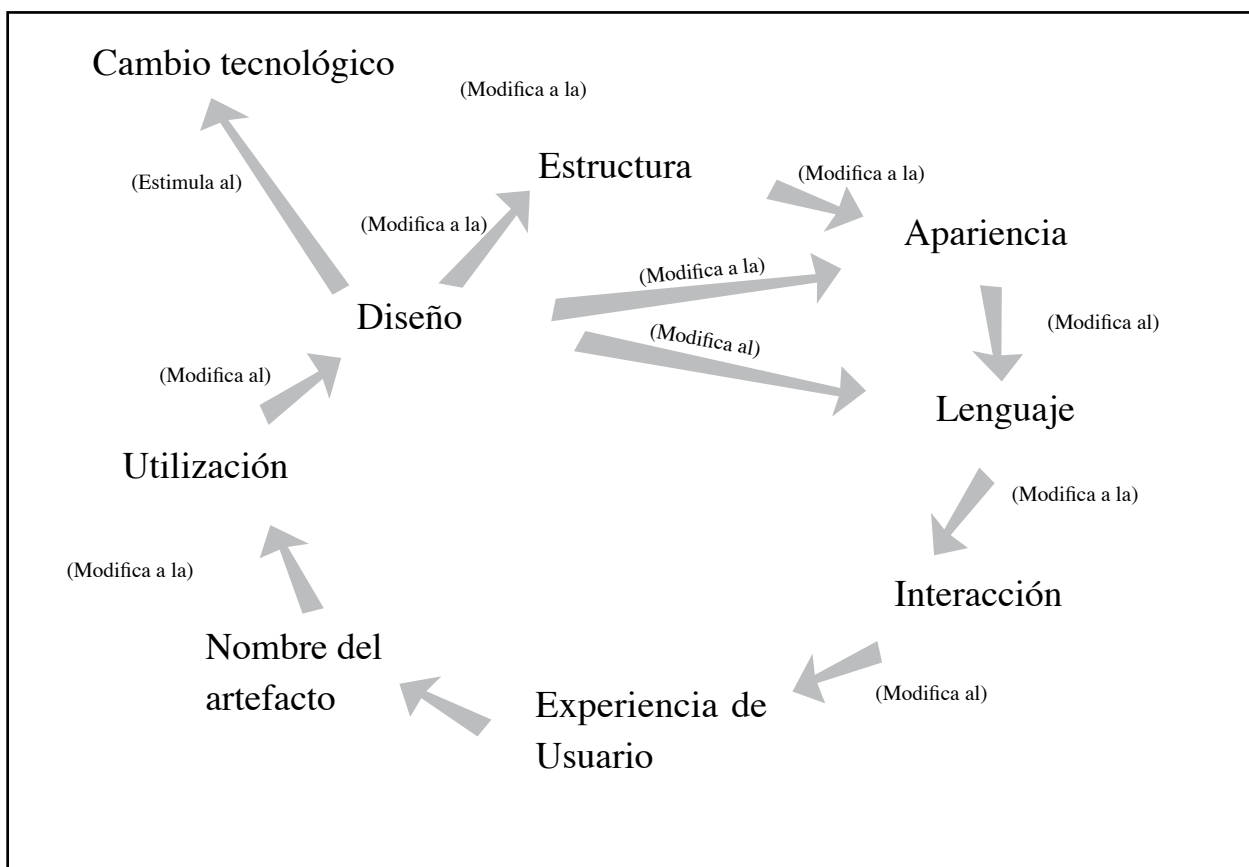 Cambio tecnológico
(Modifica a la)
Estructura
(Modifica a la)
(Estimula al)
(Modifica a la)
Apariencia
(Modifica a la)
Diseño
(Modifica al)
(Modifica al)
(Modifica al)
Lenguaje
Utilización
(Modifica a la)
(Modifica a la)
Interacción
Nombre del
artefacto
(Modifica al)
Experiencia de
Usuario